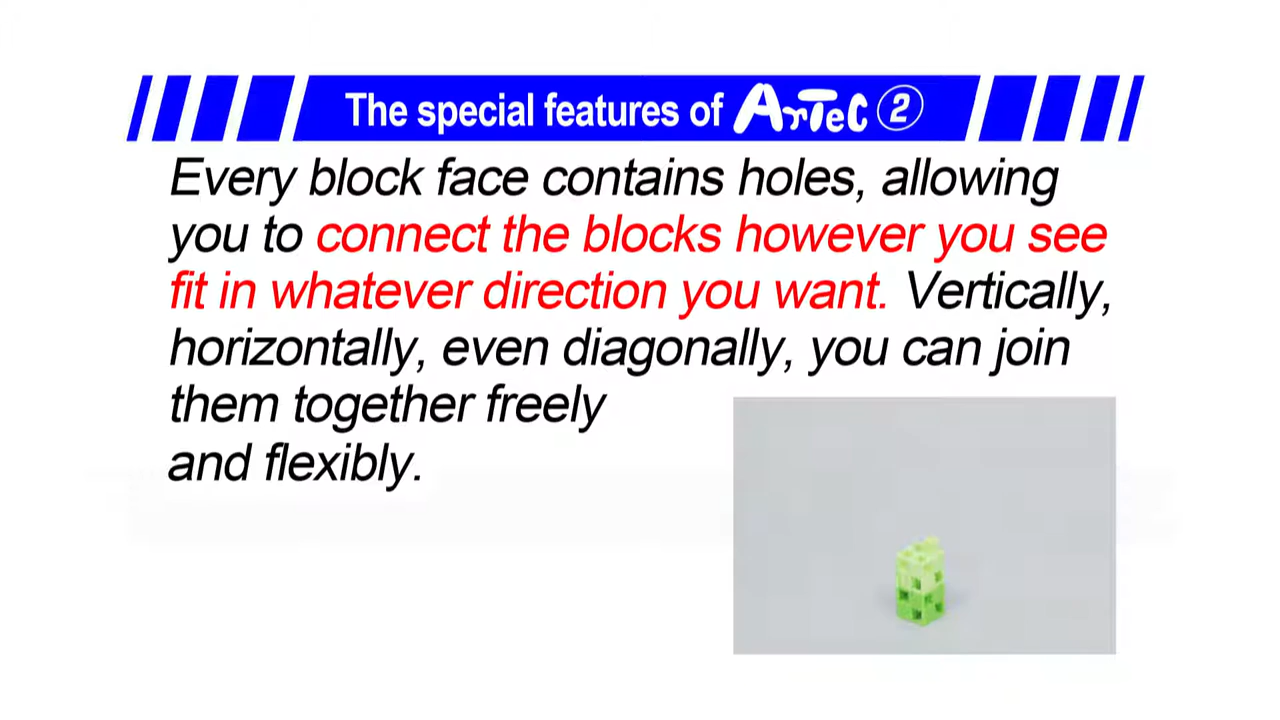 The special features of ArTeC ②
Every block face contains holes, allowing
you to connect the blocks however you see
fit in whatever direction you want. Vertically,
horizontally, even diagonally, you can join
them together freely
and flexibly.